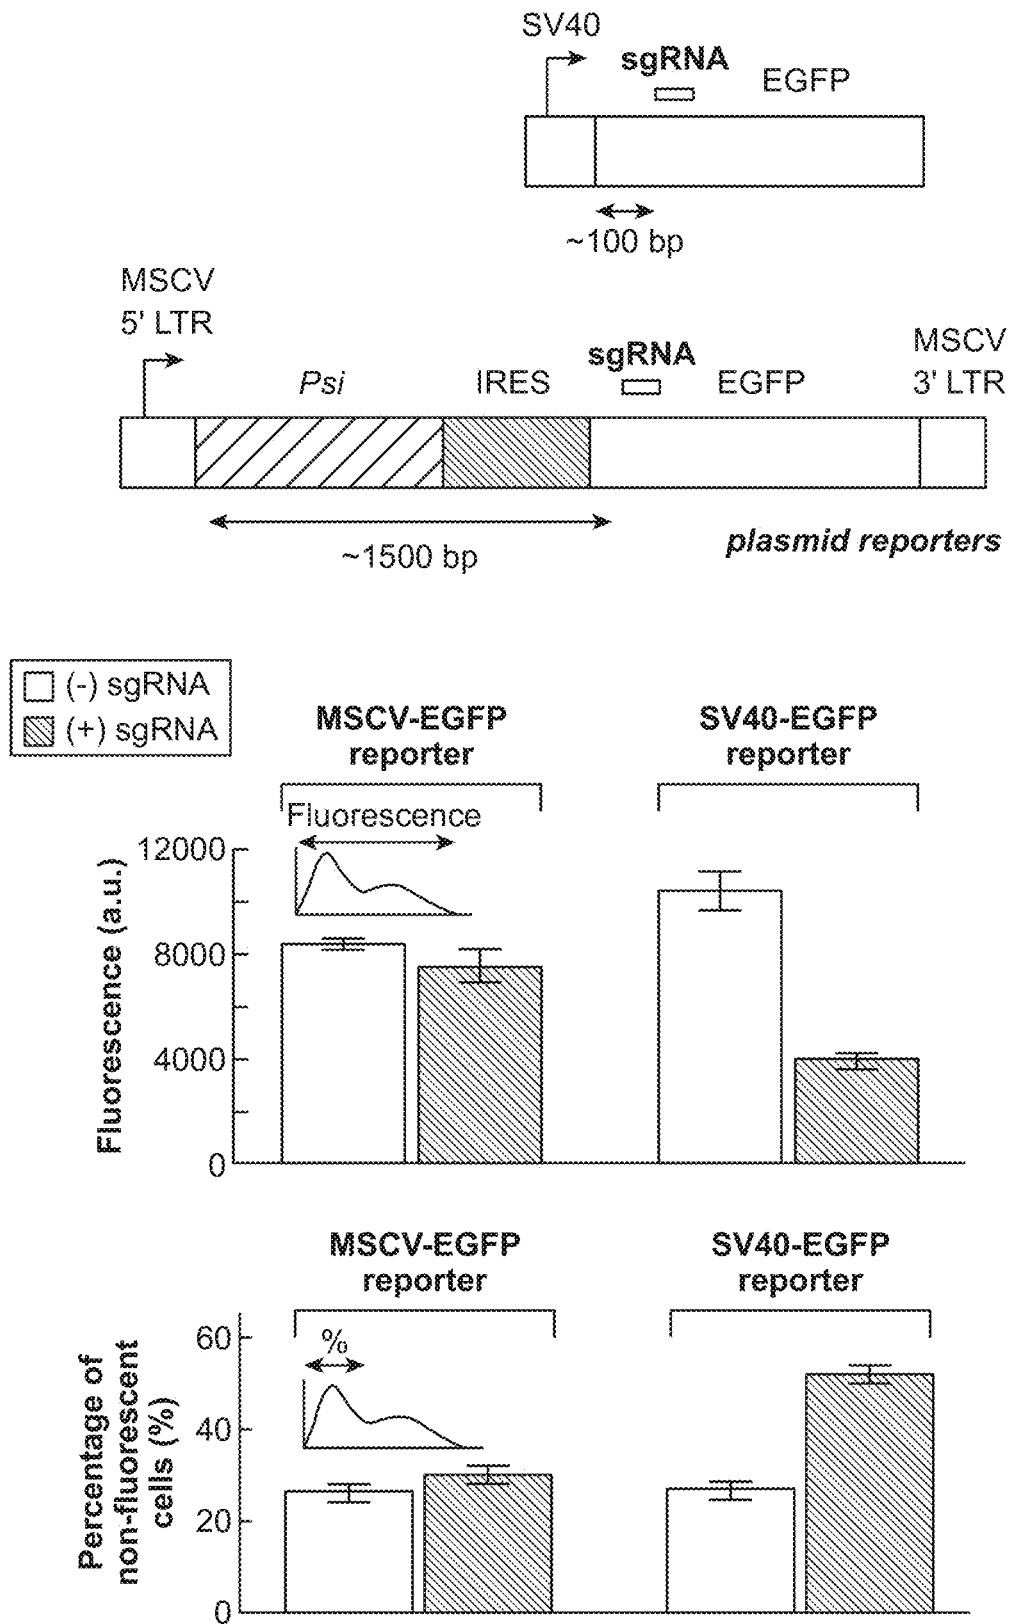 SV40
sgRNA
EGFP
~100 bp
MSCV
5' LTR
Psi
IRES
sgRNA
EGFP
MSCV
3' LTR
~1500 bp
plasmid reporters
(-) sgRNA
(+) sgRNA
MSCV-EGFP
reporter
SV40-EGFP
reporter
Fluorescence
Fluorescence (a.u.)
12000
8000
4000
0
MSCV-EGFP
reporter
SV40-EGFP
reporter
%
Percentage of
non-fluorescent
cells (%)
60
40
20
0